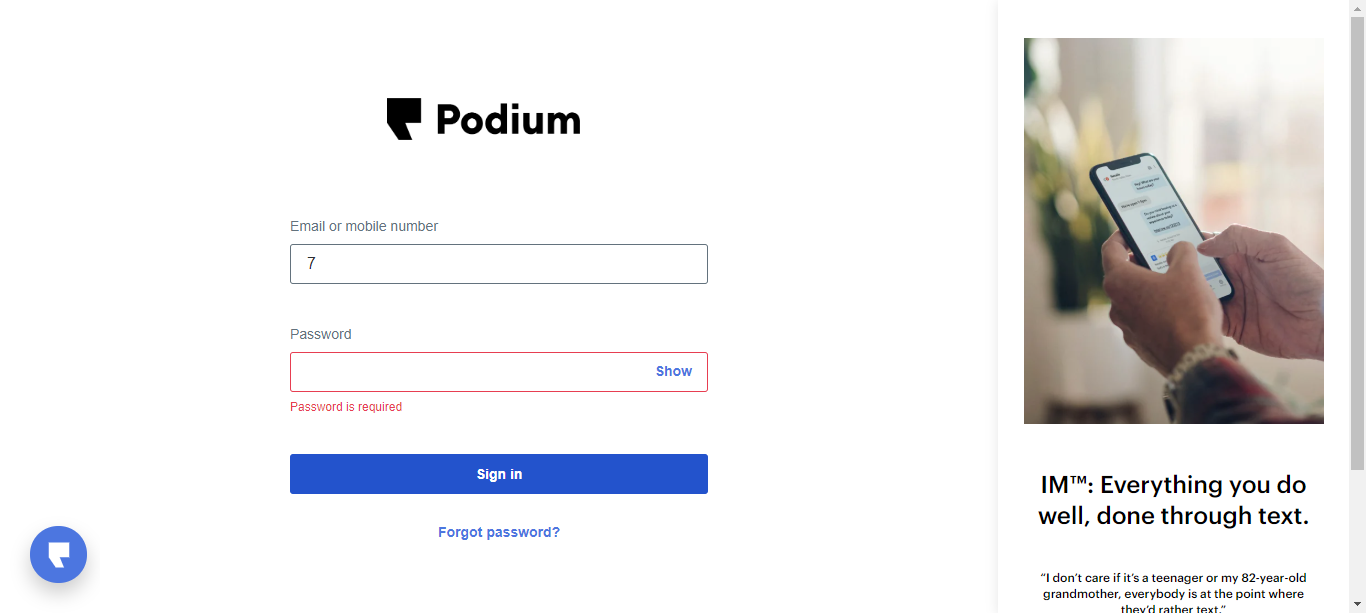 Podium
Email or mobile number
7
Password
Show
Password is required
Sign in
Forgot password?
IM™: Everything you do
well, done through text.
“I don’t care if it’s a teenager or my 82-year-old
grandmother, everybody is at the point where
they’d rather text.”